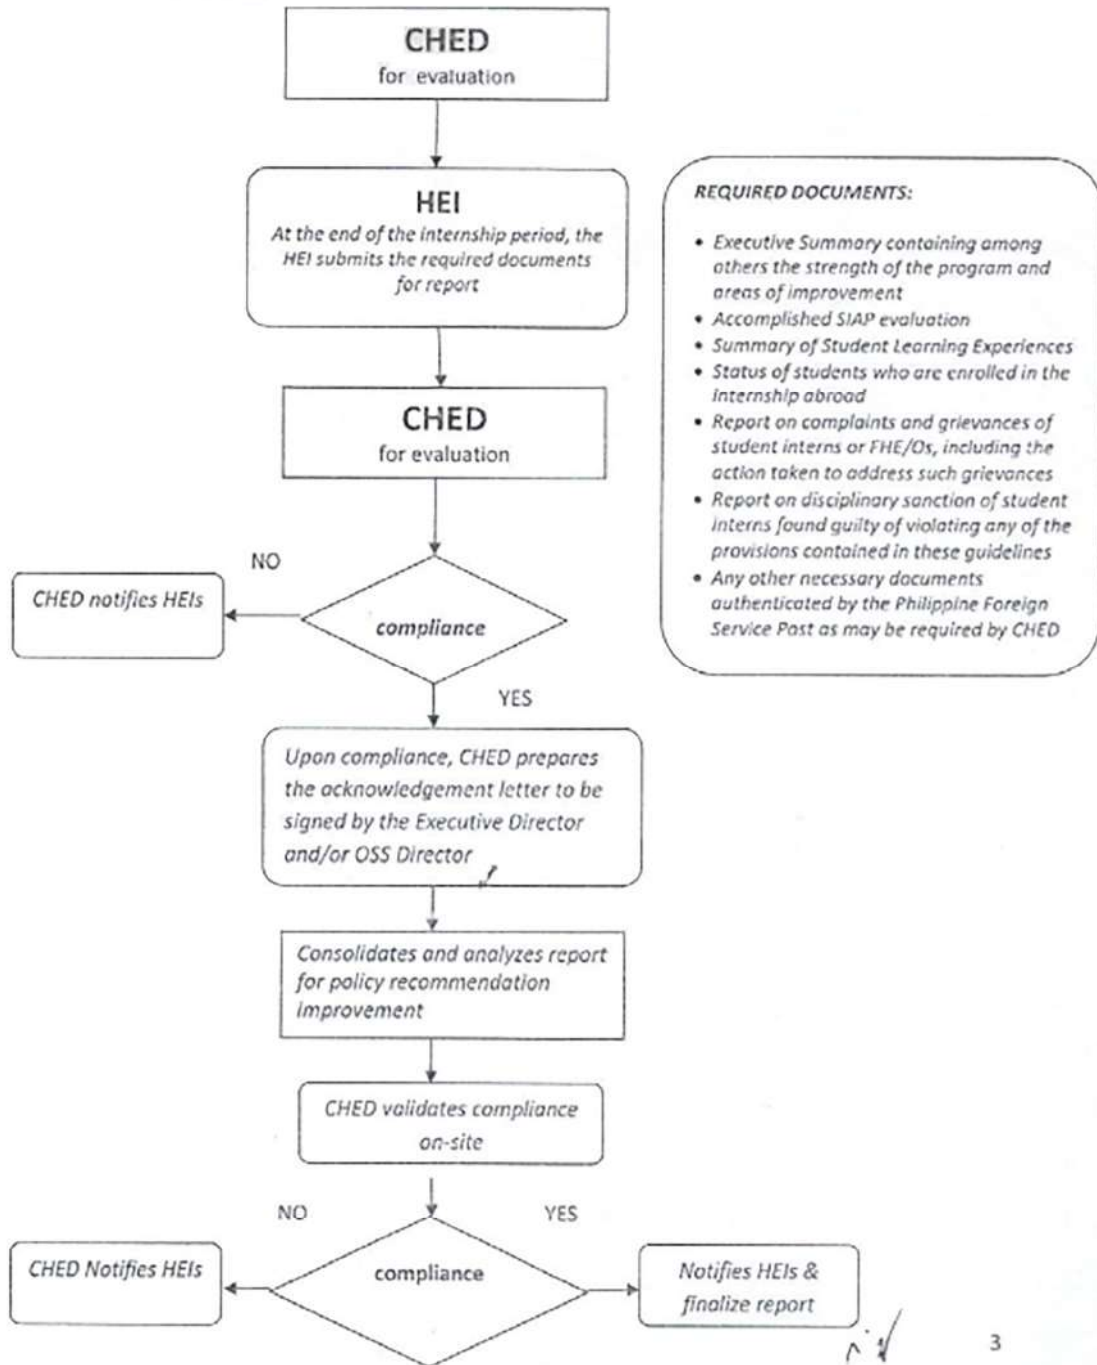 CHED
for evaluation
HEI
At the end of the internship period, the
HEI submits the required documents
for report
REQUIRED DOCUMENTS:
• Executive Summary containing among
others the strength of the program and
areas of improvement
• Accomplished SIAP evaluation
• Summary of Student Learning Experiences
• Status of students who are enrolled in the
internship abroad
• Report on complaints and grievances of
student interns or FHE/Os, including the
action taken to address such grievances
• Report on disciplinary sanction of student
interns found guilty of violating any of the
provisions contained in these guidelines
• Any other necessary documents
authenticated by the Philippine Foreign
Service Post as may be required by CHED
CHED
for evaluation
NO
CHED notifies HEIs
compliance
YES
Upon compliance, CHED prepares
the acknowledgement letter to be
signed by the Executive Director
and/or OSS Director
Consolidates and analyzes report
for policy recommendation
improvement
CHED validates compliance
on-site
NO
YES
CHED Notifies HEIs
compliance
Notifies HEIs &
finalize report
3